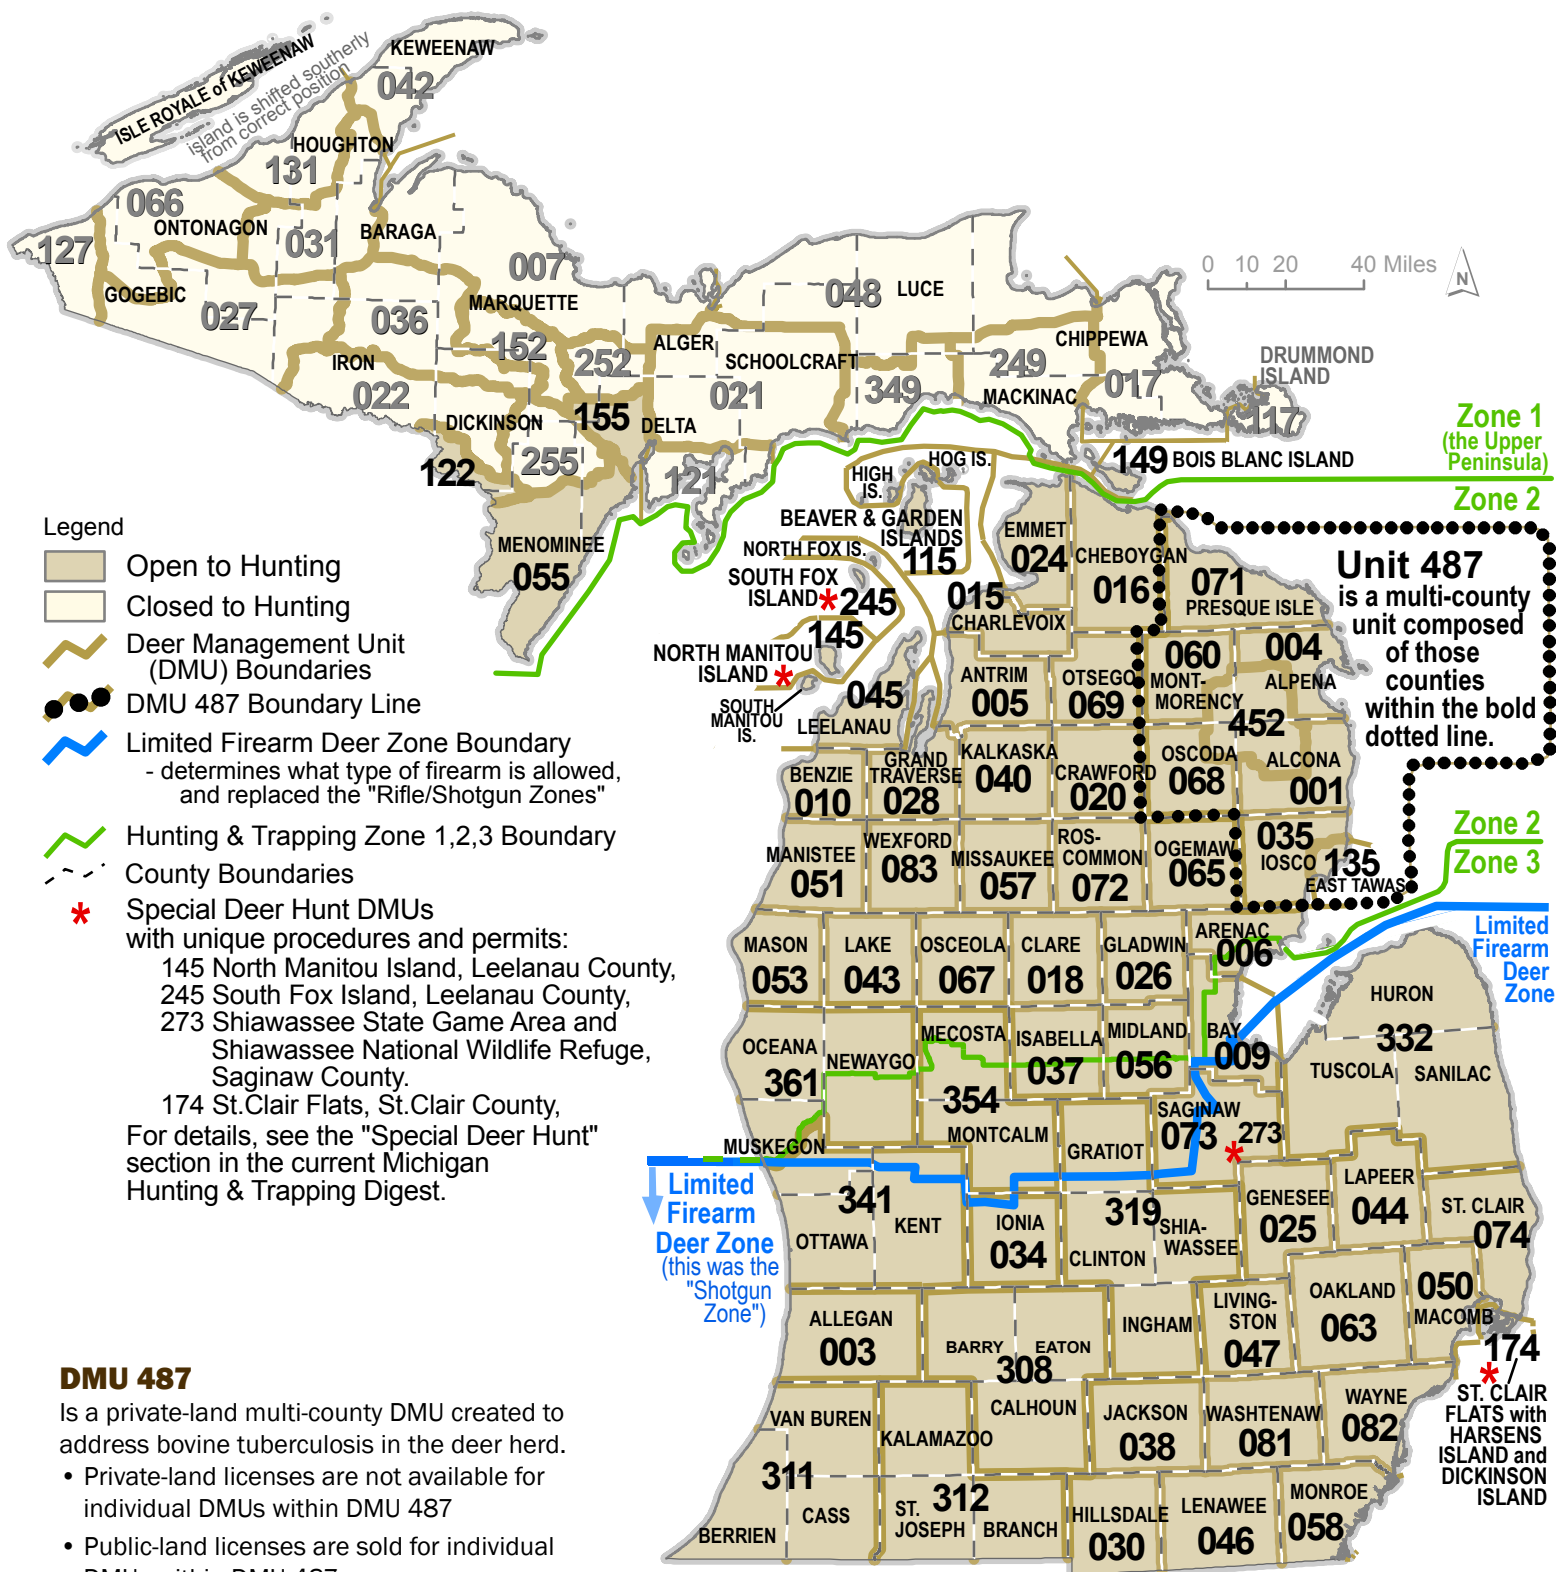 ISLE ROYALE of KEWEENAW
island is shifted southerly
from correct position
KEWEENAW
042
HOUGHTON
131
066
ONTONAGON
031
BARAGA
127
GOGEBIC
027
007
MARQUETTE
036
152
IRON
022
252
ALGER
SCHOOLCRAFT
021
048
LUCE
349
249
MACKINAC
CHIPPEWA
017
DRUMMOND
ISLAND
117
0 10 20 40 Miles
N
DICKINSON
155
DELTA
122
255
121
MENOMINEE
055
149 BOIS BLANC ISLAND
Zone 1
(the Upper
Peninsula)
Zone 2
HOG IS.
HIGH
IS.
BEAVER & GARDEN
ISLANDS
115
NORTH FOX IS.
SOUTH FOX
ISLAND * 245
145
NORTH MANITOU
ISLAND *
SOUTH
MANITOU
IS.
045
LEELANAU
EMMET
024
CHEBOYGAN
016
015
CHARLEVOIX
071
PRESQUE ISLE
Unit 487
is a multi-county
unit composed
of those
counties
within the bold
dotted line.
ANTRIM
005
OTSEGO
069
060
MONT-
MORENCY
004
ALPENA
452
BENZIE
010
GRAND
TRAVERSE
028
KALKASKA
040
CRAWFORD
020
OSCODA
068
ALCONA
001
MANISTEE
051
WEXFORD
083
MISSAUKEE
057
ROS-
COMMON
072
OGEMAW
065
035
IOSCO
135
EAST TAWAS
Zone 2
Zone 3
Limited
Firearm
Deer
Zone
MASON
053
LAKE
043
OSCEOLA
067
CLARE
018
GLADWIN
026
ARENAC
006
OCEANA
361
NEWAYGO
MECOSTA
ISABELLA
037
MIDLAND
056
BAY
009
HURON
332
TUSCOLA
SANILAC
354
MONTCALM
GRATIOT
SAGINAW
073
273
*
MUSKEGON
Limited
Firearm
Deer Zone
(this was the
"Shotgun
Zone")
341
OTTAWA
KENT
IONIA
034
319
CLINTON
SHIA-
WASSEE
GENESEE
025
LAPEER
044
ST. CLAIR
074
ALLEGAN
003
BARRY
EATON
308
INGHAM
LIVING-
STON
047
OAKLAND
063
050
MACOMB
174
*
ST. CLAIR
FLATS with
HARSENS
ISLAND and
DICKINSON
ISLAND
VAN BUREN
KALAMAZOO
CALHOUN
JACKSON
038
WASHTENAW
081
WAYNE
082
311
BERRIEN
CASS
312
ST.
JOSEPH
BRANCH
HILLSDALE
030
LENAWEE
046
MONROE
058
Legend
Open to Hunting
Closed to Hunting
Deer Management Unit
(DMU) Boundaries
DMU 487 Boundary Line
Limited Firearm Deer Zone Boundary
- determines what type of firearm is allowed,
and replaced the "Rifle/Shotgun Zones"
Hunting & Trapping Zone 1,2,3 Boundary
County Boundaries
* Special Deer Hunt DMUs
with unique procedures and permits:
145 North Manitou Island, Leelanau County,
245 South Fox Island, Leelanau County,
273 Shiawassee State Game Area and
Shiawassee National Wildlife Refuge,
Saginaw County.
174 St.Clair Flats, St.Clair County,
For details, see the "Special Deer Hunt"
section in the current Michigan
Hunting & Trapping Digest.
DMU 487
Is a private-land multi-county DMU created to
address bovine tuberculosis in the deer herd.
• Private-land licenses are not available for
individual DMUs within DMU 487
• Public-land licenses are sold for individual